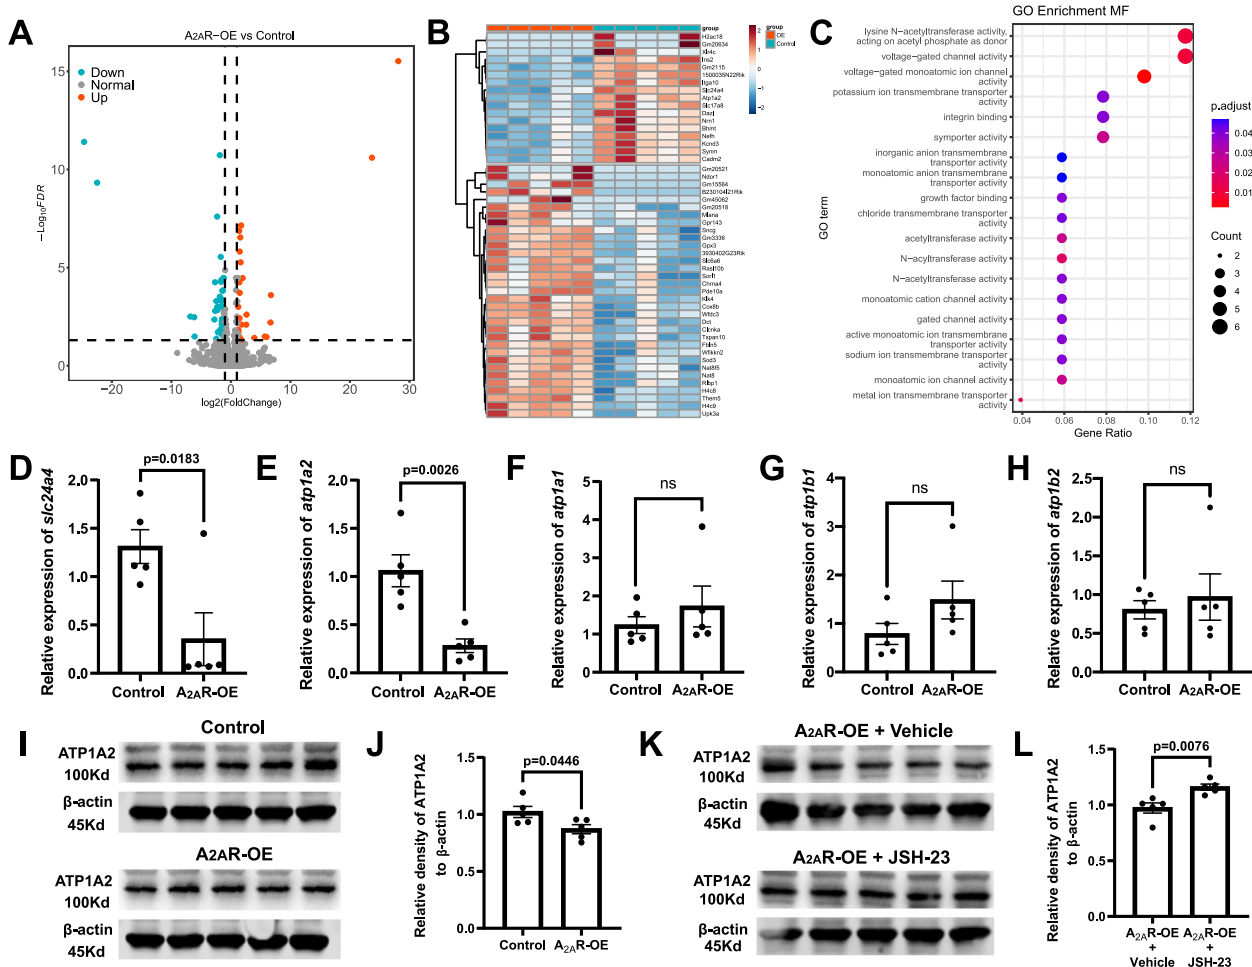 A
A2AR−OE vs Control
Down
Normal
Up
15
10
5
0
−Log10FDR
−20
−10
0
10
20
30
log2(FoldChange)
B
group
H2ac18
Gm20634
Xlr4c
Ins2
Gm2115
1500035N22Rik
Itga10
Slc24a4
Atp1a2
Slc17a8
Dazl
Nrn1
Bhmt
Nefh
Kcnd3
Synm
Cadm2
Gm20521
Ndor1
Gm15564
B230104I21Rik
Gm45062
Gm20518
Mlana
Gpr143
Sncg
Gm3336
Gpx3
3930402G23Rik
Slc6a6
Rasl10b
Sorl1
Chrna4
Pde10a
Klk4
Cox8b
Wfdc3
Dct
Clcnka
Tspan10
Fbln5
Wfikkn2
Sod3
Nat8f5
Nat8
Rlbp1
H4c8
Them5
H4c9
Upk3a
2
1
0
−1
−2
group
OE
Control
C
GO Enrichment MF
GO term
lysine N−acetyltransferase activity,
acting on acetyl phosphate as donor
voltage−gated channel activity
voltage−gated monoatomic ion channel
activity
potassium ion transmembrane transporter
activity
integrin binding
symporter activity
inorganic anion transmembrane
transporter activity
monoatomic anion transmembrane
transporter activity
growth factor binding
chloride transmembrane transporter
activity
acetyltransferase activity
N−acyltransferase activity
N−acetyltransferase activity
monoatomic cation channel activity
gated channel activity
active monoatomic ion transmembrane
transporter activity
sodium ion transmembrane transporter
activity
monoatomic ion channel activity
metal ion transmembrane transporter
activity
0.04
0.06
0.08
0.10
0.12
Gene Ratio
p.adjust
0.04
0.03
0.02
0.01
Count
2
3
4
5
6
D
Relative expression of slc24a4
2.0
1.5
1.0
0.5
0.0
p=0.0183
Control
A2AR-OE
E
Relative expression of atp1a2
2.0
1.5
1.0
0.5
0.0
p=0.0026
Control
A2AR-OE
F
Relative expression of atp1a1
5
4
3
2
1
0
ns
Control
A2AR-OE
G
Relative expression of atp1b1
4
3
2
1
0
ns
Control
A2AR-OE
H
Relative expression of atp1b2
2.5
2.0
1.5
1.0
0.5
0.0
ns
Control
A2AR-OE
I
Control
ATP1A2
100Kd
β-actin
45Kd
A2AR-OE
ATP1A2
100Kd
β-actin
45Kd
J
Relative density of ATP1A2
to β-actin
1.5
1.0
0.5
0.0
p=0.0446
Control
A2AR-OE
K
A2AR-OE + Vehicle
ATP1A2
100Kd
β-actin
45Kd
A2AR-OE + JSH-23
ATP1A2
100Kd
β-actin
45Kd
L
Relative density of ATP1A2
to β-actin
1.5
1.0
0.5
0.0
p=0.0076
A2AR-OE
+
Vehicle
A2AR-OE
+
JSH-23